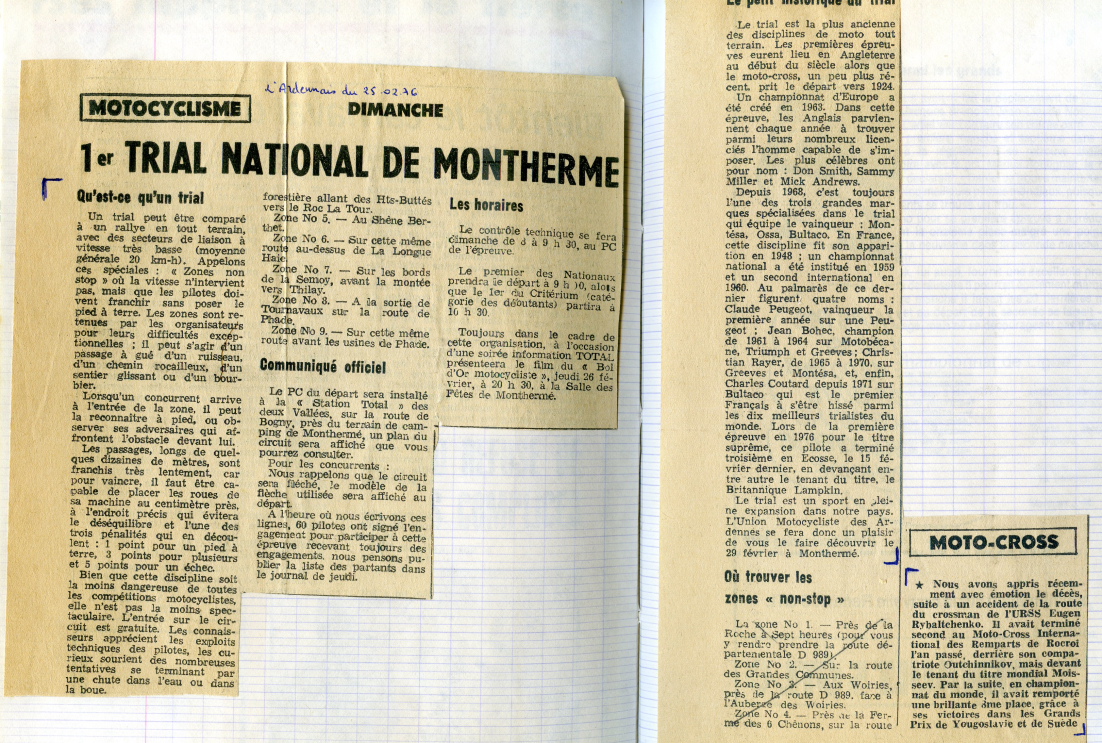 L'Ardennais du 25.02.76
MOTOCYCLISME
DIMANCHE
1er TRIAL NATIONAL DE MONTHERME
Qu'est-ce qu'un trial
Un trial peut être comparé
à un rallye en tout terrain,
avec des secteurs de liaison à
vitesse très basse (moyenne
générale 20 km-h). Appelons
ces spéciales : « Zones non
stop » où la vitesse n'intervient
pas, mais que les pilotes doi-
vent franchir sans poser le
pied à terre. Les zones sont re-
tenues par les organisateurs
pour leurs difficultés excep-
tionnelles ; il peut s'agir d'un
passage à gué d'un ruisseau,
d'un chemin rocailleux, d'un
sentier glissant ou d'un bour-
bier.
Lorsqu'un concurrent arrive
à l'entrée de la zone, il peut
la reconnaître à pied, ou ob-
server ses adversaires qui af-
frontent l'obstacle devant lui.
Les passages, longs de quel-
ques dizaines de mètres, sont
franchis très lentement, car
pour vaincre, il faut être ca-
pable de placer les roues de
sa machine au centimètre près,
à l'endroit précis qui évitera
le déséquilibre et l'une des
trois pénalités qui en décou-
lent : 1 point pour un pied à
terre, 3 points pour plusieurs
et 5 points pour un échec.
Bien que cette discipline soit
la moins dangereuse de toutes
les compétitions motocyclistes,
elle n'est pas la moins spec-
taculaire. L'entrée sur le cir-
cuit est gratuite. Les connais-
seurs apprécient les exploits
techniques des pilotes, les cu-
rieux sourient des nombreuses
tentatives se terminant par
une chute dans l'eau ou dans
la boue.
forestière allant des Hts-Buttés
vers le Roc La Tour.
Zone No 5. — Au Shêne Ber-
thet.
Zone No 6. — Sur cette même
route au-dessus de La Longue
Haie.
Zone No 7. — Sur les bords
de la Semoy, avant la montée
vers Thilay.
Zone No 8. — A la sortie de
Tournavaux sur la route de
Phade.
Zone No 9. — Sur cette même
route avant les usines de Phade.
Communiqué officiel
Le PC du départ sera installé
à la « Station Total » des
deux Vallées, sur la route de
Bogny, près du terrain de cam-
ping de Monthermé, un plan du
circuit sera affiché que vous
pourrez consulter.
Pour les concurrents :
Nous rappelons que le circuit
sera fléché, le modèle de la
flèche utilisée sera affiché au
départ.
A l'heure où nous écrivons ces
lignes, 60 pilotes ont signé l'en-
gagement pour participer à cette
épreuve recevant toujours des
engagements, nous pensons pu-
blier la liste des partants dans
le journal de jeudi.
Les horaires
Le contrôle technique se fera
dimanche de 8 à 9 h 30, au PC
de l'épreuve.
Le premier des Nationaux
prendra le départ à 9 h 30, alors
que le 1er du Critérium (caté-
gorie des débutants) partira à
10 h 30.
Toujours dans le cadre de
cette organisation, à l'occasion
d'une soirée information TOTAL
présenteera le film du « Bol
d'Or motocycliste », jeudi 26 fé-
vrier, à 20 h 30, à la Salle des
Fêtes de Monthermé.
Le petit historique du trial
Le trial est la plus ancienne
des disciplines de moto tout
terrain. Les premières épreu-
ves eurent lieu en Angleterre
au début du siècle alors que
le moto-cross, un peu plus ré-
cent, prit le départ vers 1924.
Un championnat d'Europe a
été créé en 1963. Dans cette
épreuve, les Anglais parvien-
nent chaque année à trouver
parmi leurs nombreux licen-
ciés l'homme capable de s'im-
poser. Les plus célèbres ont
pour nom : Don Smith, Sammy
Miller et Mick Andrews.
Depuis 1968, c'est toujours
l'une des trois grandes mar-
ques spécialisées dans le trial
qui équipe le vainqueur : Mon-
tésa, Ossa, Bultaco. En France,
cette discipline fit son appari-
tion en 1948 ; un championnat
national a été institué en 1959
et un second international en
1960. Au palmarès de ce der-
nier figurent quatre noms :
Claude Peugeot, vainqueur la
première année sur une Peu-
geot ; Jean Bohec, champion
de 1961 à 1964 sur Motobéca-
ne, Triumph et Greeves ; Chris-
tian Rayer, de 1965 à 1970, sur
Greeves et Montésa, et, enfin,
Charles Coutard depuis 1971 sur
Bultaco qui est le premier
Français à s'être hissé parmi
les dix meilleurs trialistes du
monde. Lors de la première
épreuve en 1976 pour le titre
suprême, ce pilote a terminé
troisième en Ecosse, le 15 fé-
vrier dernier, en devançant en-
tre autre le tenant du titre, le
Britannique Lampkin.
Le trial est un sport en plei-
ne expansion dans notre pays.
L'Union Motocycliste des Ar-
dennes se fera donc un plaisir
de vous le faire découvrir le
29 février à Monthermé.
Où trouver les
zones « non-stop »
La zone No 1. — Près de la
Roche à Sept heures (pour vous
y rendre prendre la route dé-
partementale D 989).
Zone No 2. — Sur la route
des Grandes Communes.
Zone No 3. — Aux Woiries,
près de la route D 989, face à
l'Auberge des Woiries.
Zone No 4. — Près de la Fer-
me des 6 Chênons, sur la route
MOTO-CROSS
★ Nous avons appris récem-
ment avec émotion le décès,
suite à un accident de la route
du crossman de l'URSS Eugen
Rybaltchenko. Il avait terminé
second au Moto-Cross Interna-
tional des Remparts de Rocroi
l'an passé, derrière son compa-
triote Outchinnikov, mais devant
le tenant du titre mondial Mois-
seev. Par la suite, en champion-
nat du monde, il avait remporté
une brillante 4me place, grâce à
ses victoires dans les Grands
Prix de Yougoslavie et de Suède